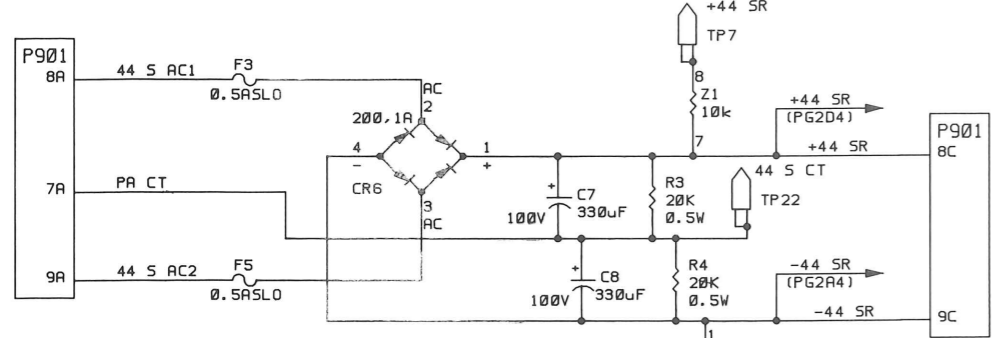 +44 SR
TP7
P901
8A
44 S AC1
F3
0.5ASLO
AC
2
200,1A
8
Z1
10k
7
+44 SR
(PG2D4)
P901
4
-
1
+
+44 SR
8C
CR6
44 S CT
7A
PA CT
3
AC
+
C7
330uF
100V
R3
20K
0.5W
TP22
9A
44 S AC2
F5
0.5ASLO
+
C8
330uF
100V
R4
20K
0.5W
-44 SR
(PG2A4)
-44 SR
9C
1